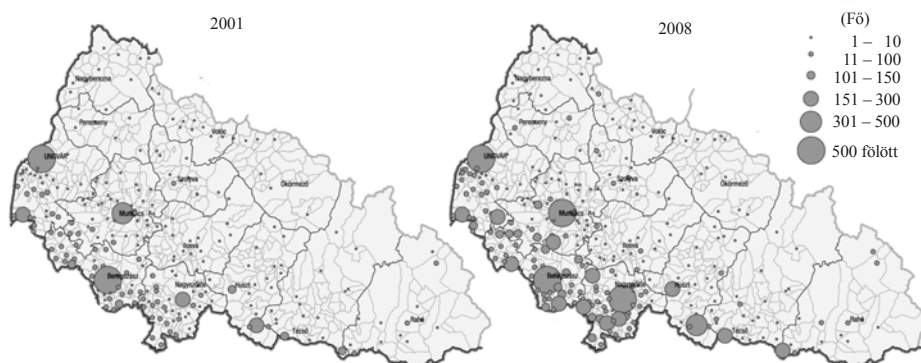 2001
Nagyberezna
Perecseny
Volóc
UNGVÁR
Szolyva
Ökörmező
Munkács
Ilosva
Beregszász
Nagyszőlős
Huszt
Técső
Rahó
2008
Nagyberezna
Perecseny
Volóc
UNGVÁR
Szolyva
Ökörmező
Munkács
Ilosva
Beregszász
Nagyszőlős
Huszt
Técső
Rahó
(Fő)
1 – 10
11 – 100
101 – 150
151 – 300
301 – 500
500 fölött